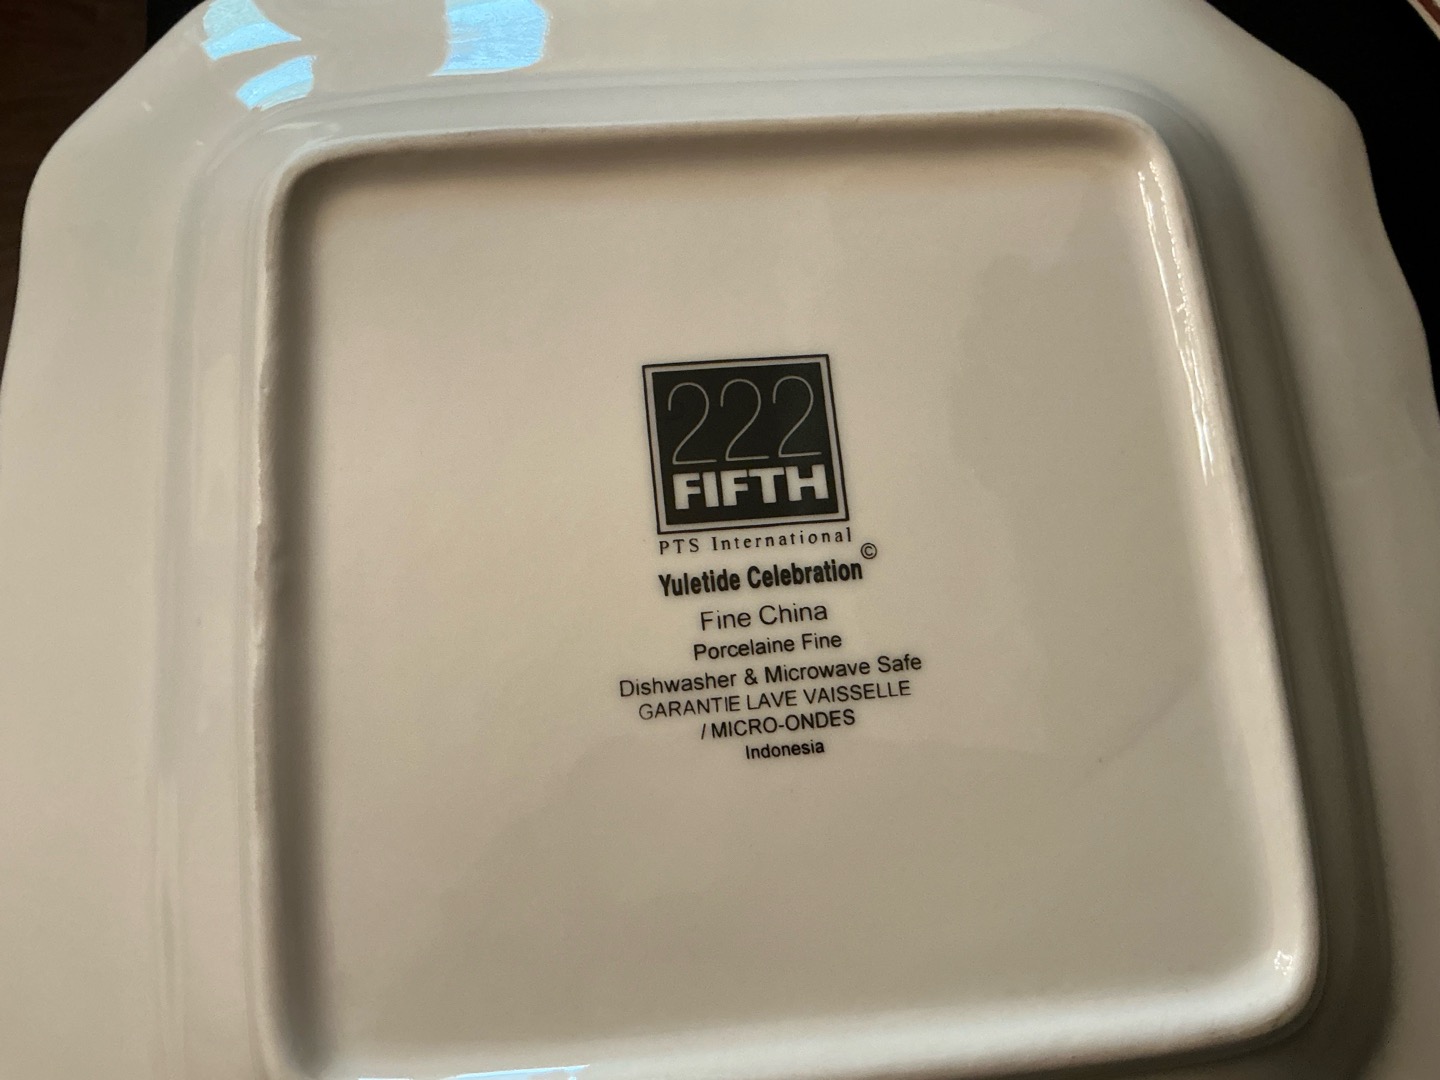 222
FIFTH
PTS International
Yuletide Celebration©
Fine China
Porcelaine Fine
Dishwasher & Microwave Safe
GARANTIE LAVE VAISSELLE
/ MICRO-ONDES
Indonesia